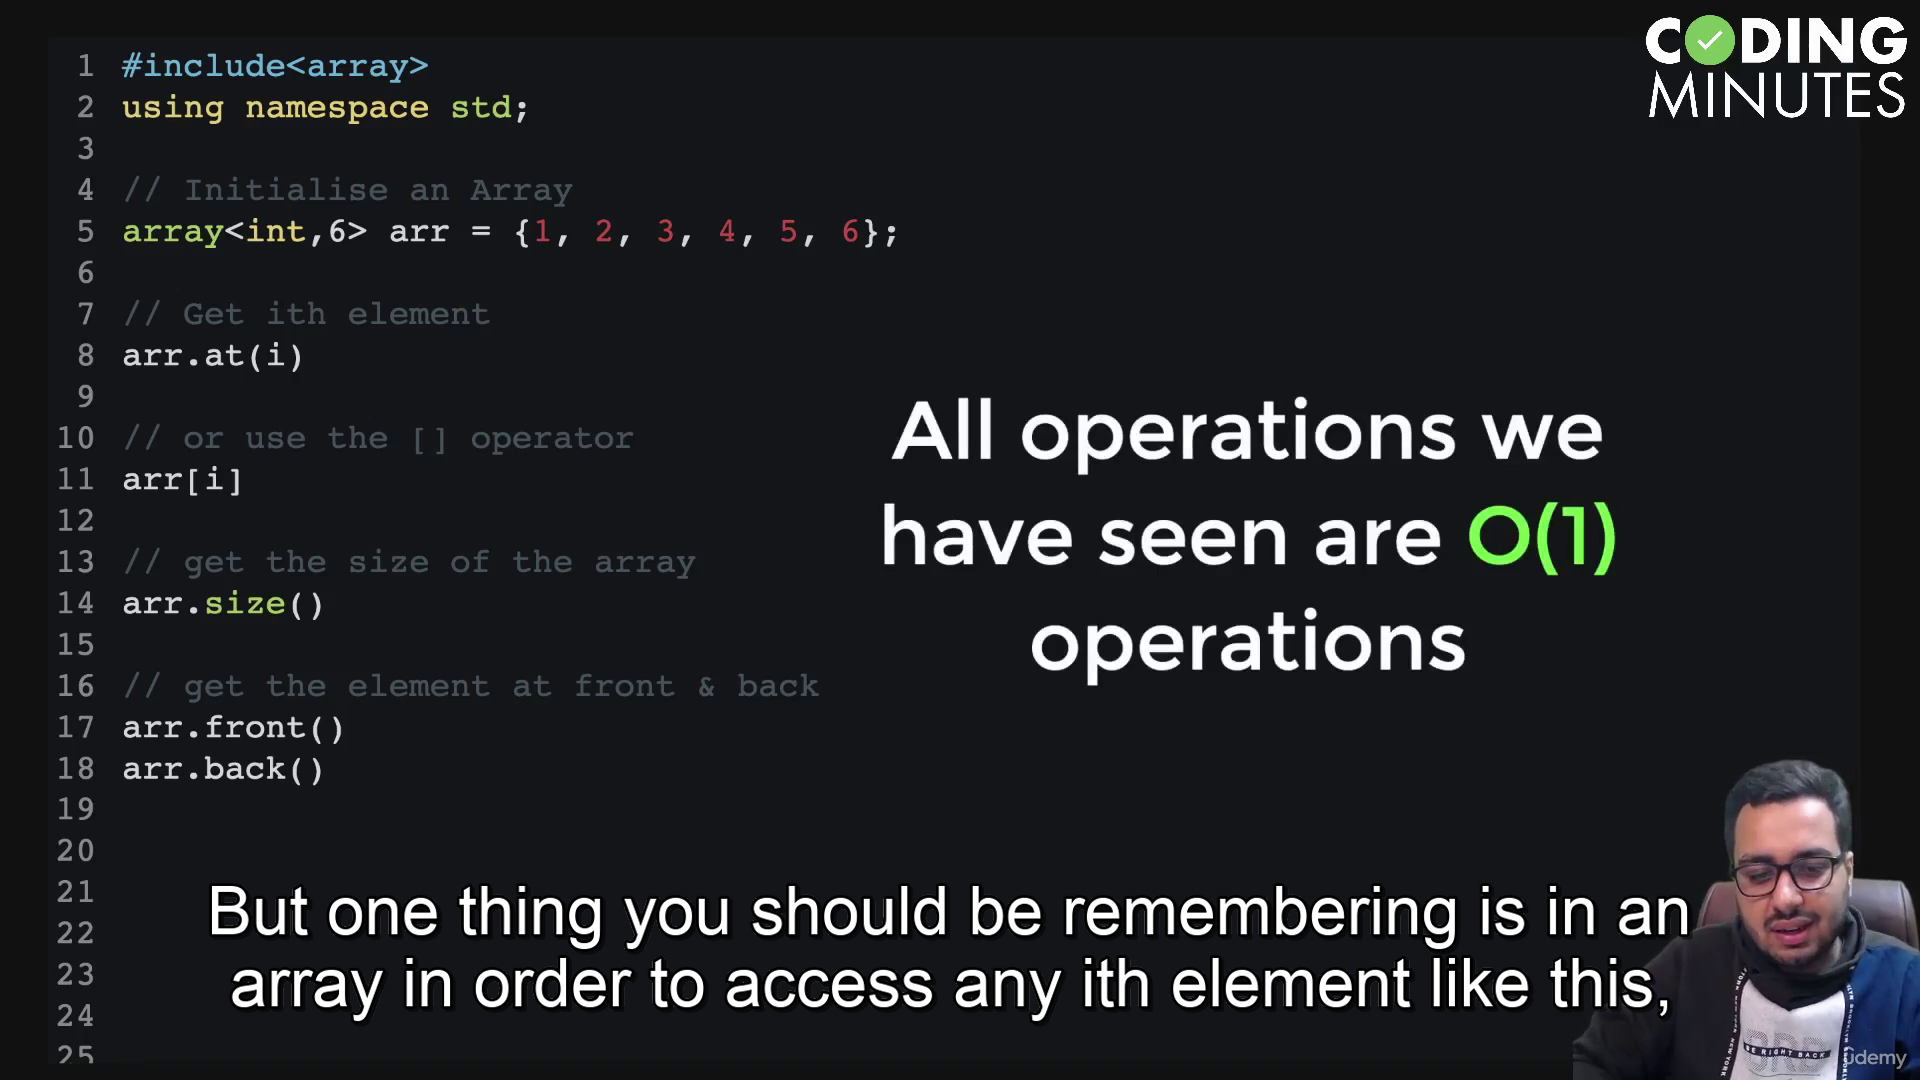 CODING
MINUTES
1 #include<array>
2 using namespace std;
3
4 // Initialise an Array
5 array<int,6> arr = {1, 2, 3, 4, 5, 6};
6
7 // Get ith element
8 arr.at(i)
9
10 // or use the [] operator
11 arr[i]
12
13 // get the size of the array
14 arr.size()
15
16 // get the element at front & back
17 arr.front()
18 arr.back()
19
20
21
22
23
24
25
All operations we
have seen are O(1)
operations
But one thing you should be remembering is in an
array in order to access any ith element like this,
BE RIGHT BACK
ûdemy